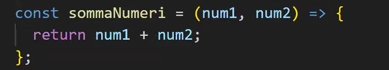 const sommaNumeri = (num1, num2) => {
  return num1 + num2;
};